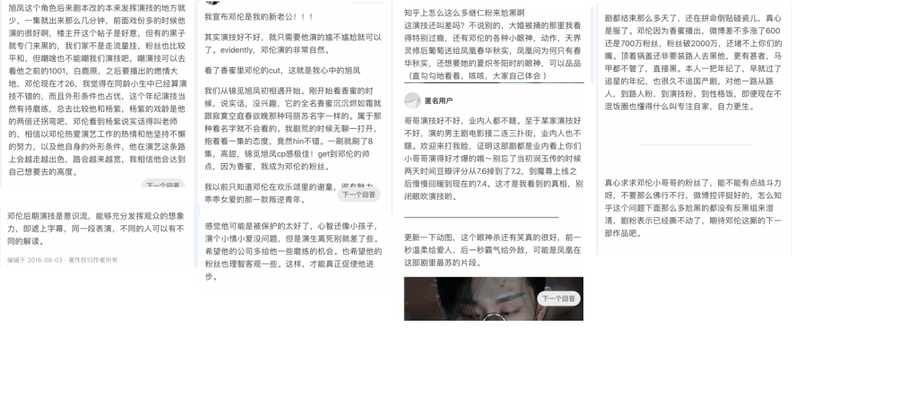 旭凤这个角色后来剧本改的本来发挥演技的地方就
少，一集就出来那么几分钟，前面戏份多的时候他
演的很好啊，楼主开这个帖子是好意，但有的黑子
就专门来黑的，我们家不是走流量挂，粉丝也比较
平和，但嘲啥也不能嘲我们演技吧，嘲演技可以去
看他之前的1001，白鹿原，之后要播出的燃情大
地，邓伦现在才26，我觉得在同龄小生中已经算演
技不错的，而且外形条件也占优，这个年纪演技当
然有待磨练，总去比较他和杨紫，杨紫的戏龄是他
的两倍还拐弯吧，邓伦看到杨紫说实话得叫老师
的，相信以邓伦热爱演艺工作的热情和他坚持不懈
的努力，以及他自身的外形条件，他在演艺这条路
上会越走越出色，路会越来越宽，我相信他会达到
自己想要去的高度。
下一个回答
邓伦后期演技是意识流，能够充分发挥观众的想象
力，即遮上字幕，同一段表演，不同的人可以有不
同的解读。
编辑于 2018-09-03・著作权归作者所有
我宣布邓伦是我的新老公！！！
其实演技好不好，就只需要他演的尴不尴尬就可以
了。evidently，邓伦演的非常自然。
看了香蜜里邓伦的cut，这就是我心中的旭凤
我们从锦觅旭凤初相遇开始。刚开始看香蜜的时
候，说实话，没兴趣，它的全名香蜜沉沉烬如霜就
跟寂寞空庭春欲晚那种玛丽苏名字一样的。属于那
种看名字就不会看的。我剧荒的时候无聊一打开，
抱着看一集的态度，竟然hin不错。一刷就刷了8
集，高甜，锦觅旭凤cp感极佳！get到邓伦的帅
点，因为香蜜，我成为邓伦的粉丝。
我以前只知道邓伦在欢乐颂里的谢童，
乖乖女爱的那一款叛逆青年。
下一个回答
感觉他可能是被保护的太好了，心智还像小孩子，
演个小情小爱没问题，但是演生离死别就差了些。
希望他的公司多给他一些磨练的机会。也希望他的
粉丝也理智客观一些。这样，才能真正促使他进
步。
知乎上怎么这么多继仁粉来尬黑啊
这演技还叫差吗？不说别的，大婚被捅的那里我看
得特别过瘾，还有邓伦的各种小眼神，动作，天界
灵修后葡萄送给凤凰春华秋实，凤凰问为何只有春
华秋实，还想要她的夏炽冬阳时的眼神，可以品品
（直勾勾地看着，咳咳，大家自己体会 ）
匿名用户
哥哥演技好不好，业内人都不瞎。至于某家演技好
不好，演的男主剧电影接二连三扑街，业内人也不
瞎。欢迎来打我脸，证明这部剧都是业内看上你们
小哥哥演得好才爆的哦～别忘了当初润玉传的时候
两天时间豆瓣评分从7.6掉到了7.2，到魔尊上线之
后慢慢回暖到现在的7.4。这才是我看到的真相，别
闭眼吹演技哟。
更新一下动图，这个眼神杀还有笑真的很好，前一
秒温柔给爱人，后一秒霸气给外敌，可能是凤凰在
这部剧里最苏的片段。
下一个回答
剧都结束那么多天了，还在拼命倒贴碰瓷儿，真心
是服了。邓伦因为香蜜播出，微博差不多涨了600
还是700万粉丝，粉丝破2000万，还堵不上你们的
嘴。顶着锅盖还非要装路人去黑他，更有甚者，马
甲都不管了，直接黑。本人一把年纪了，早就过了
追星的年纪，也很久不追国产剧。对他一路从路
人，到路人粉，到演技粉，到性格饭，即便现在不
混饭圈也懂得什么叫专注自家，自力更生。
真心求求邓伦小哥哥的粉丝了，能不能有点战斗力
呀，不要那么佛行不行，微博控评挺好的，怎么知
乎这个问题下面那么多尬黑的都没有反黑组来澄
清，剧粉表示已经撕不动了，期待邓伦这厮的下一
部作品吧。